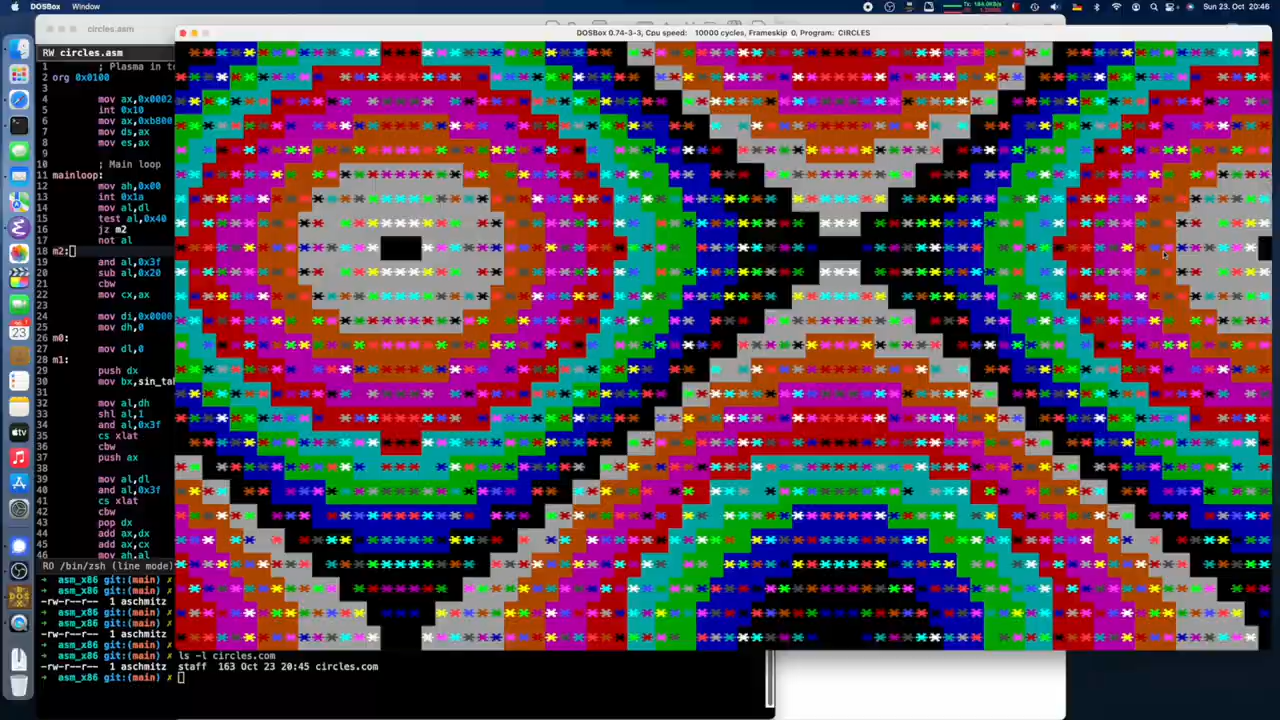 DOSBox Window
Sun 23. Oct 20:46
circles.asm
DOSBox 0.74-3-3, Cpu speed: 10000 cycles, Frameskip 0, Program: CIRCLES
RW circles.asm
1 ; Plasma in te
2 org 0x0100
3
4 mov ax,0x0002
5 int 0x10
6 mov ax,0xb800
7 mov ds,ax
8 mov es,ax
9
10 ; Main loop
11 mainloop:
12 mov ah,0x00
13 int 0x1a
14 mov al,dl
15 test al,0x40
16 jz m2
17 not al
18 m2:
19 and al,0x3f
20 sub al,0x20
21 cbw
22 mov cx,ax
23
24 mov di,0x0000
25 mov dh,0
26 m0:
27 mov dl,0
28 m1:
29 push dx
30 mov bx,sin_tab
31
32 mov al,dh
33 shl al,1
34 and al,0x3f
35 cs xlat
36 cbw
37 push ax
38
39 mov al,dl
40 and al,0x3f
41 cs xlat
42 cbw
43 pop dx
44 add ax,dx
45 add ax,cx
46 mov ah,al
RO /bin/zsh (line mode)
➜ asm_x86 git:(main) ✗
➜ asm_x86 git:(main) ✗
-rw-r--r-- 1 aschmitz
➜ asm_x86 git:(main) ✗
➜ asm_x86 git:(main) ✗
-rw-r--r-- 1 aschmitz
➜ asm_x86 git:(main) ✗
➜ asm_x86 git:(main) ✗ ls -l circles.com
-rw-r--r-- 1 aschmitz staff 163 Oct 23 20:45 circles.com
➜ asm_x86 git:(main) ✗